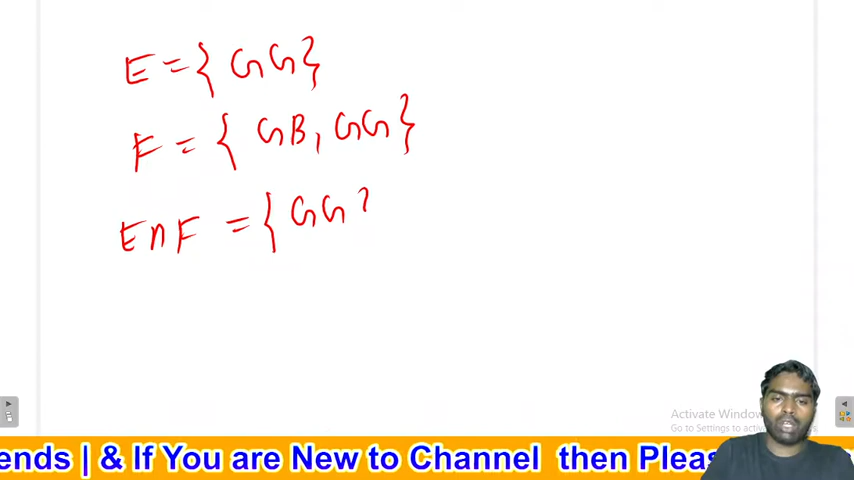 E = { GG }
F = { GB, GG }
E∩F = { GG }
Activate Window
Go to Settings to activ
ends | & If You are New to Channel then Pleas